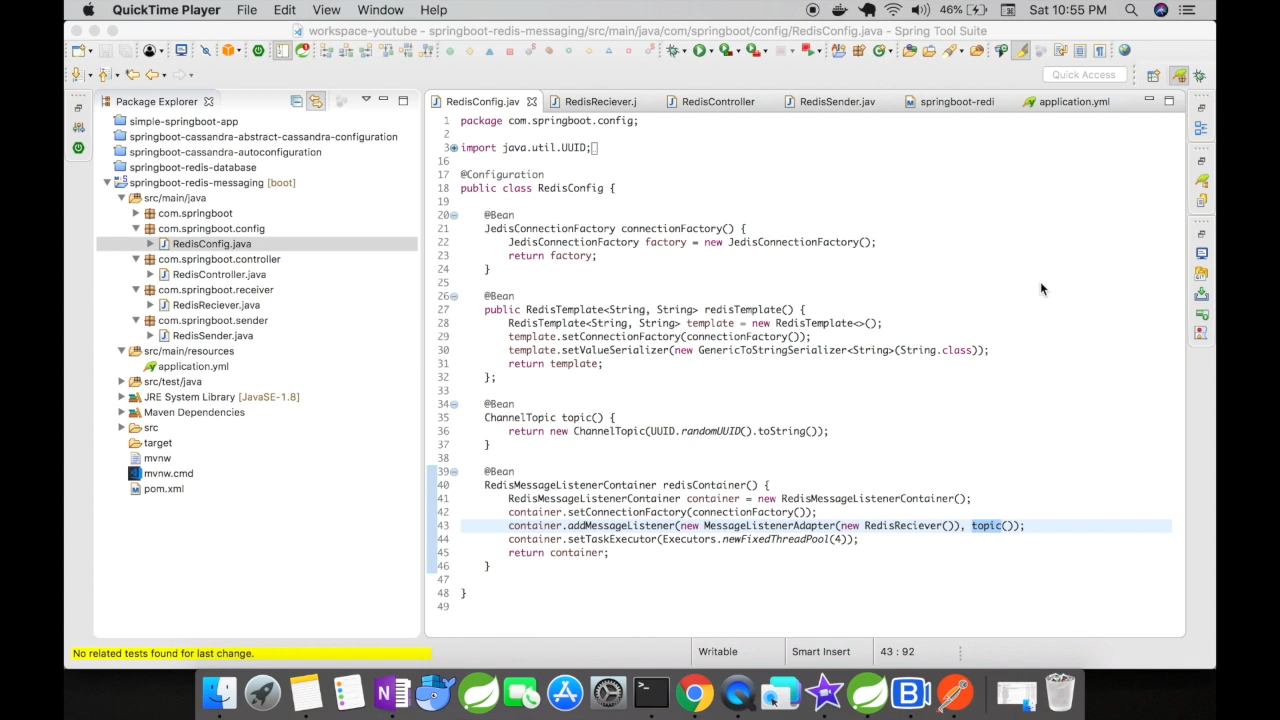 QuickTime Player File Edit View Window Help 46% Sat 10:55 PM
workspace-youtube - springboot-redis-messaging/src/main/java/com/springboot/config/RedisConfig.java - Spring Tool Suite
Quick Access
Package Explorer
simple-springboot-app
springboot-cassandra-abstract-cassandra-configuration
springboot-cassandra-autoconfiguration
springboot-redis-database
springboot-redis-messaging [boot]
src/main/java
com.springboot
com.springboot.config
RedisConfig.java
com.springboot.controller
RedisController.java
com.springboot.receiver
RedisReciever.java
com.springboot.sender
RedisSender.java
src/main/resources
application.yml
src/test/java
JRE System Library [JavaSE-1.8]
Maven Dependencies
src
target
mvnw
mvnw.cmd
pom.xml
RedisConfig.jav RedisReciever.j RedisController RedisSender.jav springboot-redi application.yml
1 package com.springboot.config;
2
3 import java.util.UUID;
16
17 @Configuration
18 public class RedisConfig {
19
20 @Bean
21 JedisConnectionFactory connectionFactory() {
22 JedisConnectionFactory factory = new JedisConnectionFactory();
23 return factory;
24 }
25
26 @Bean
27 public RedisTemplate<String, String> redisTemplate() {
28 RedisTemplate<String, String> template = new RedisTemplate<>();
29 template.setConnectionFactory(connectionFactory());
30 template.setValueSerializer(new GenericToStringSerializer<String>(String.class));
31 return template;
32 };
33
34 @Bean
35 ChannelTopic topic() {
36 return new ChannelTopic(UUID.randomUUID().toString());
37 }
38
39 @Bean
40 RedisMessageListenerContainer redisContainer() {
41 RedisMessageListenerContainer container = new RedisMessageListenerContainer();
42 container.setConnectionFactory(connectionFactory());
43 container.addMessageListener(new MessageListenerAdapter(new RedisReciever()), topic());
44 container.setTaskExecutor(Executors.newFixedThreadPool(4));
45 return container;
46 }
47
48 }
49
No related tests found for last change. Writable Smart Insert 43 : 92